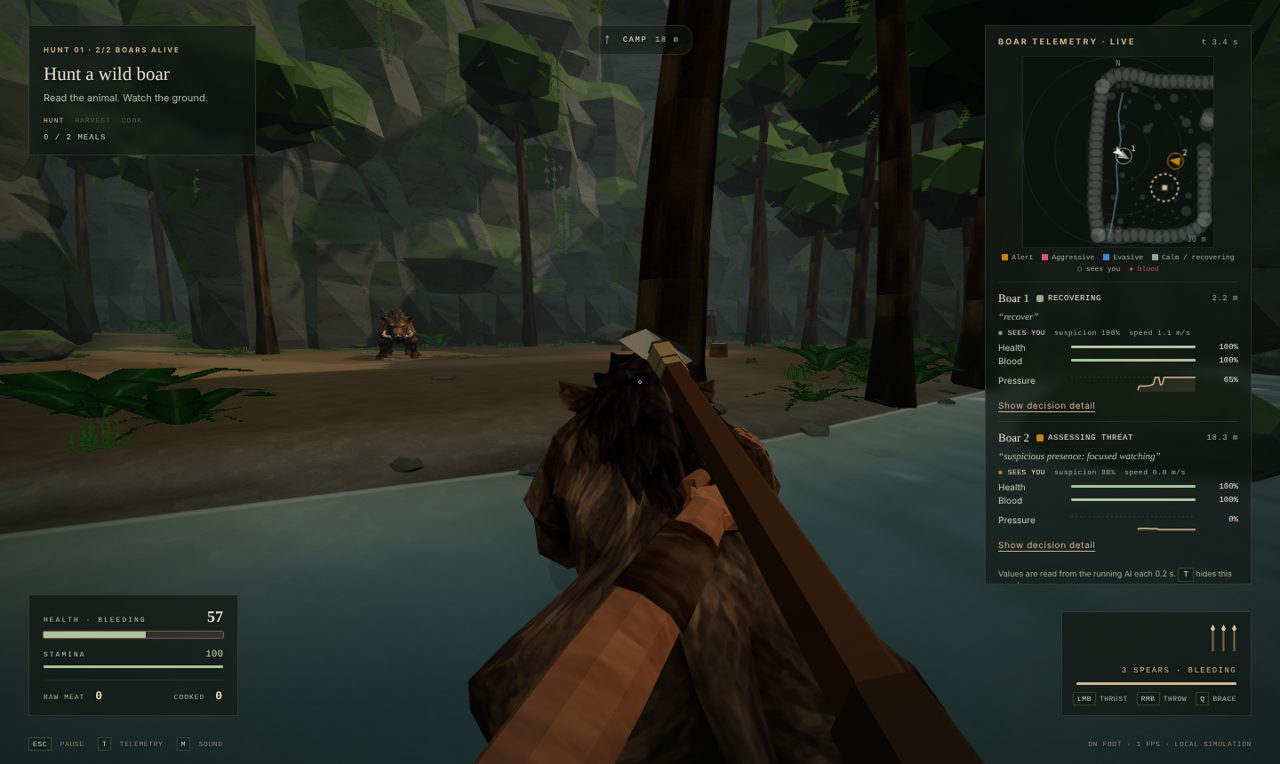 HUNT 01 · 2/2 BOARS ALIVE
Hunt a wild boar
Read the animal. Watch the ground.
HUNT HARVEST COOK
0 / 2 MEALS
↑ CAMP 18 m
BOAR TELEMETRY · LIVE t 3.4 s
N
1
2
30 m
Alert Aggressive Evasive Calm / recovering
sees you blood
Boar 1 RECOVERING 2.2 m
“recover”
SEES YOU suspicion 100% speed 1.1 m/s
Health 100%
Blood 100%
Pressure 65%
Show decision detail
Boar 2 ASSESSING THREAT 18.3 m
“suspicious presence: focused watching”
SEES YOU suspicion 88% speed 0.0 m/s
Health 100%
Blood 100%
Pressure 0%
Show decision detail
Values are read from the running AI each 0.2 s. T hides this
HEALTH · BLEEDING 57
STAMINA 100
RAW MEAT 0 COOKED 0
3 SPEARS · BLEEDING
LMB THRUST RMB THROW Q BRACE
ESC PAUSE T TELEMETRY M SOUND
ON FOOT · 1 FPS · LOCAL SIMULATION